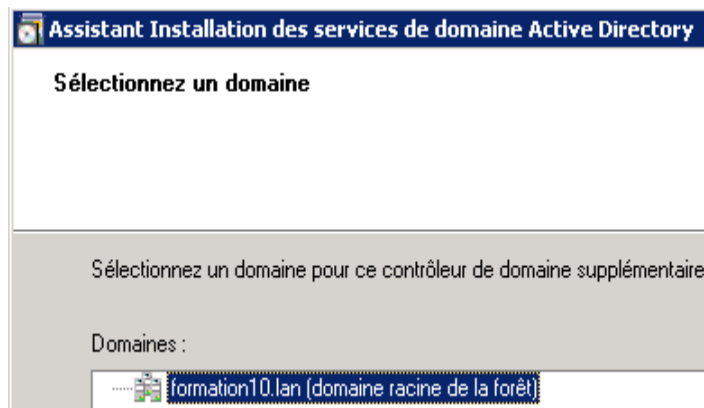 Assistant Installation des services de domaine Active Directory
Sélectionnez un domaine
Sélectionnez un domaine pour ce contrôleur de domaine supplémentaire
Domaines :
formation10.lan (domaine racine de la forêt)